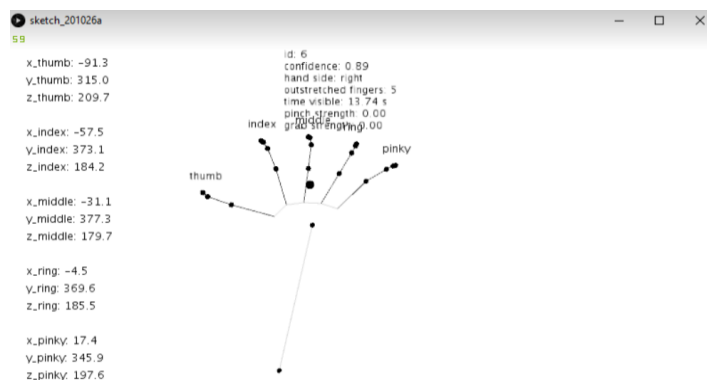 sketch_201026a
59
x_thumb: -91.3
y_thumb: 315.0
z_thumb: 209.7
x_index: -57.5
y_index: 373.1
z_index: 184.2
x_middle: -31.1
y_middle: 377.3
z_middle: 179.7
x_ring: -4.5
y_ring: 369.6
z_ring: 185.5
x_pinky: 17.4
y_pinky: 345.9
z_pinky: 197.6
id: 6
confidence: 0.89
hand side: right
outstretched fingers: 5
time visible: 13.74 s
pinch strength: 0.00
grab strength: 0.00
thumb
index
middle
ring
pinky